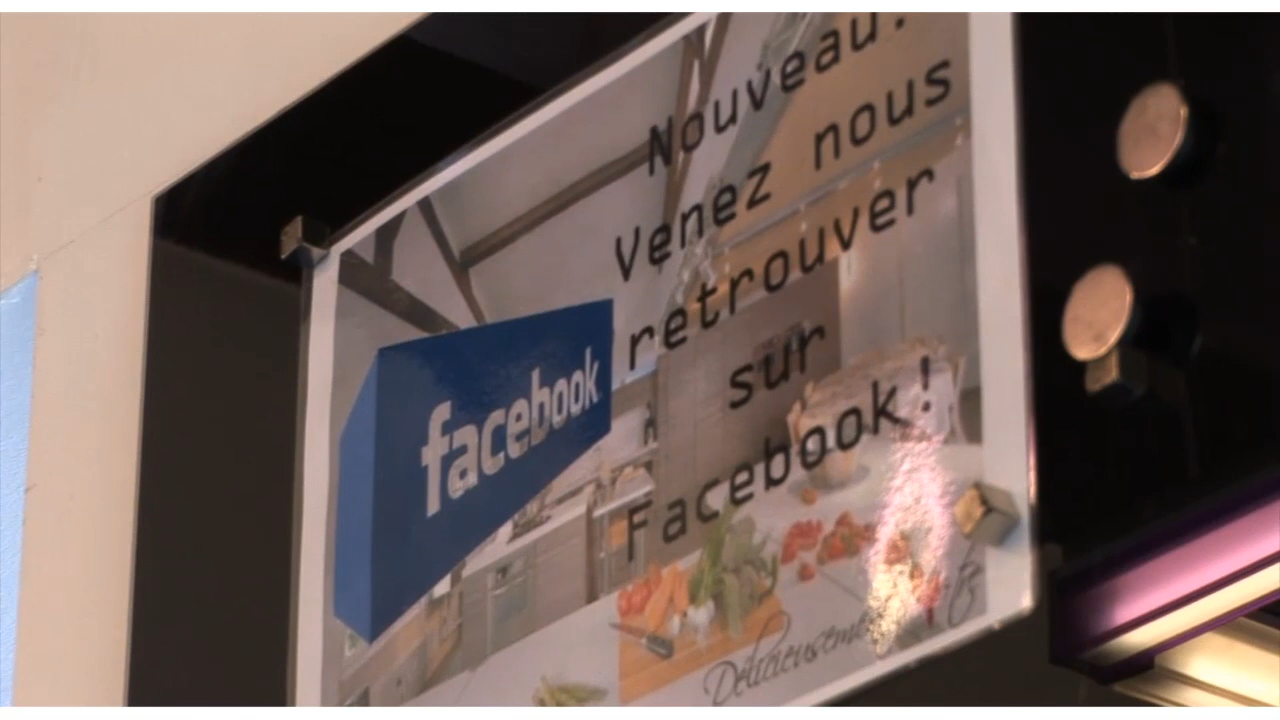 Nouveau!
Venez nous
retrouver
sur
Facebook!
facebook